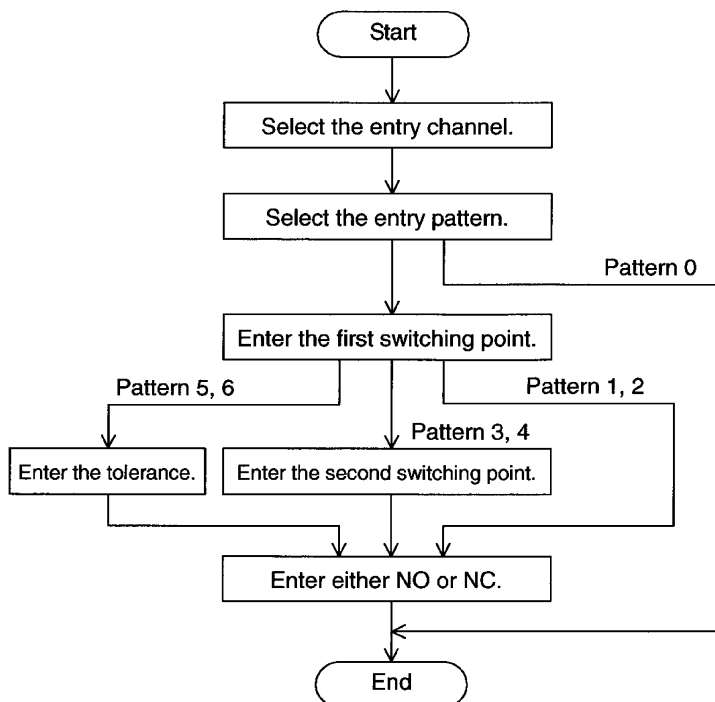 Start
Select the entry channel.
Select the entry pattern.
Pattern 0
Enter the first switching point.
Pattern 5, 6
Pattern 1, 2
Pattern 3, 4
Enter the tolerance.
Enter the second switching point.
Enter either NO or NC.
End